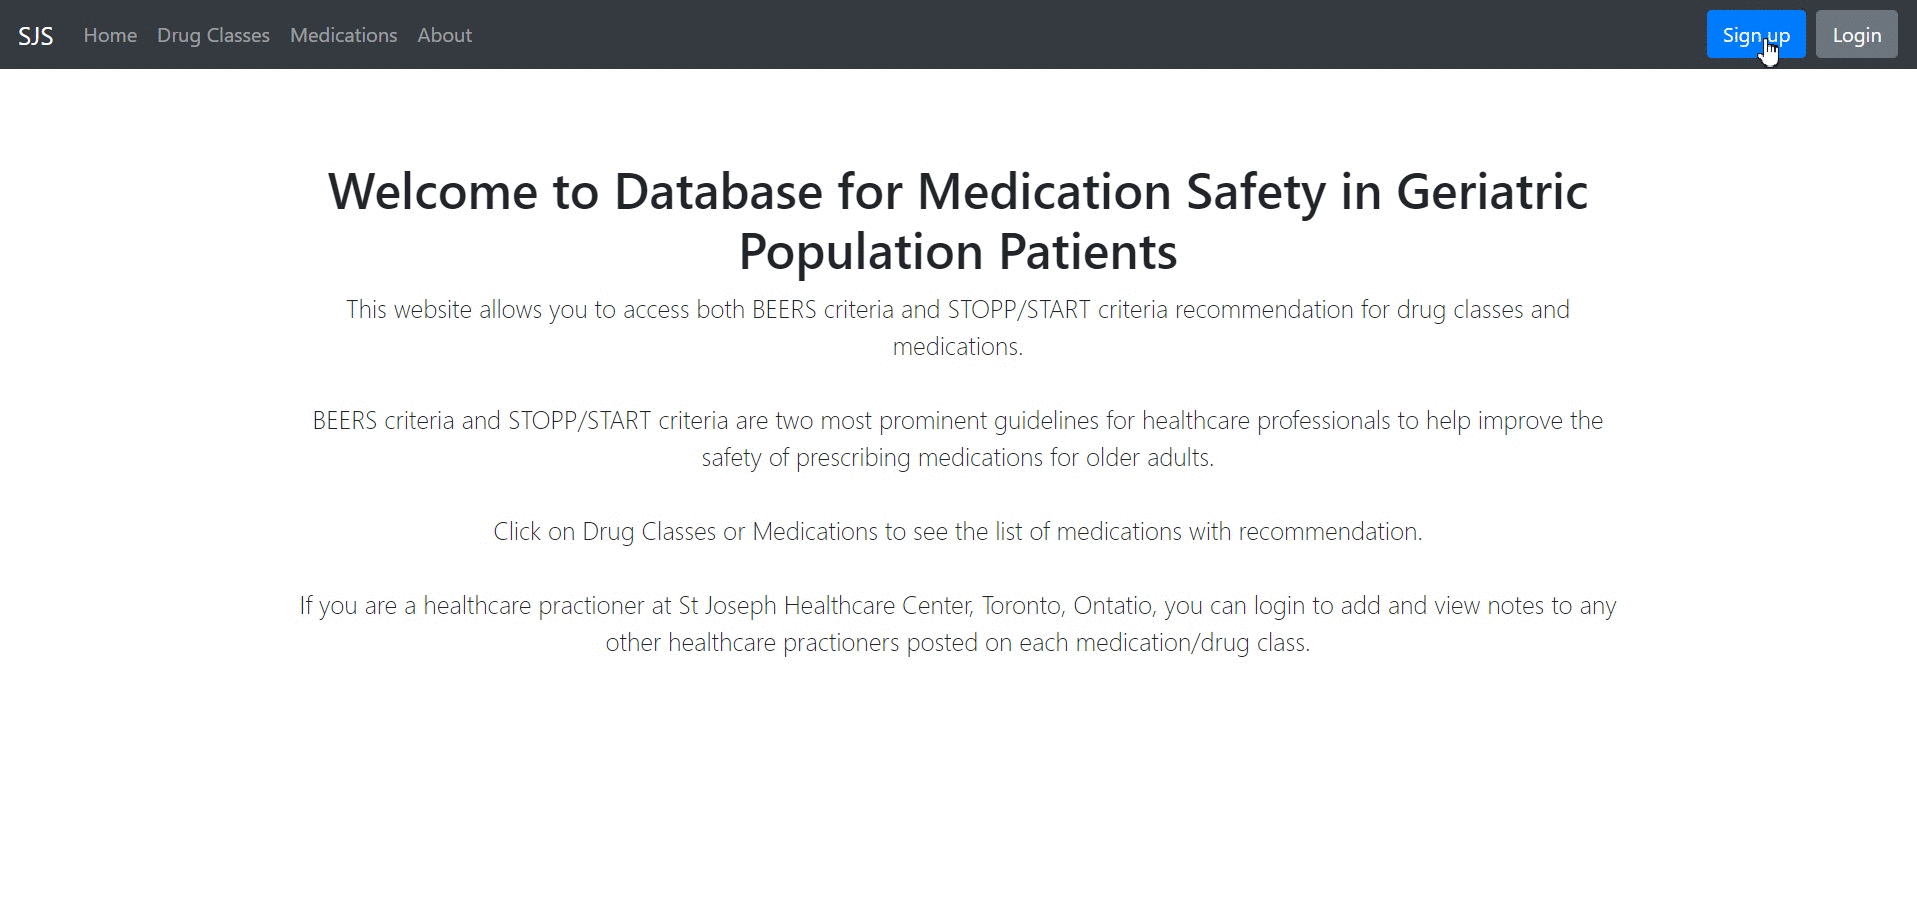 SJS Home Drug Classes Medications About Sign up Login
Welcome to Database for Medication Safety in Geriatric
Population Patients
This website allows you to access both BEERS criteria and STOPP/START criteria recommendation for drug classes and
medications.
BEERS criteria and STOPP/START criteria are two most prominent guidelines for healthcare professionals to help improve the
safety of prescribing medications for older adults.
Click on Drug Classes or Medications to see the list of medications with recommendation.
If you are a healthcare practioner at St Joseph Healthcare Center, Toronto, Ontatio, you can login to add and view notes to any
other healthcare practioners posted on each medication/drug class.